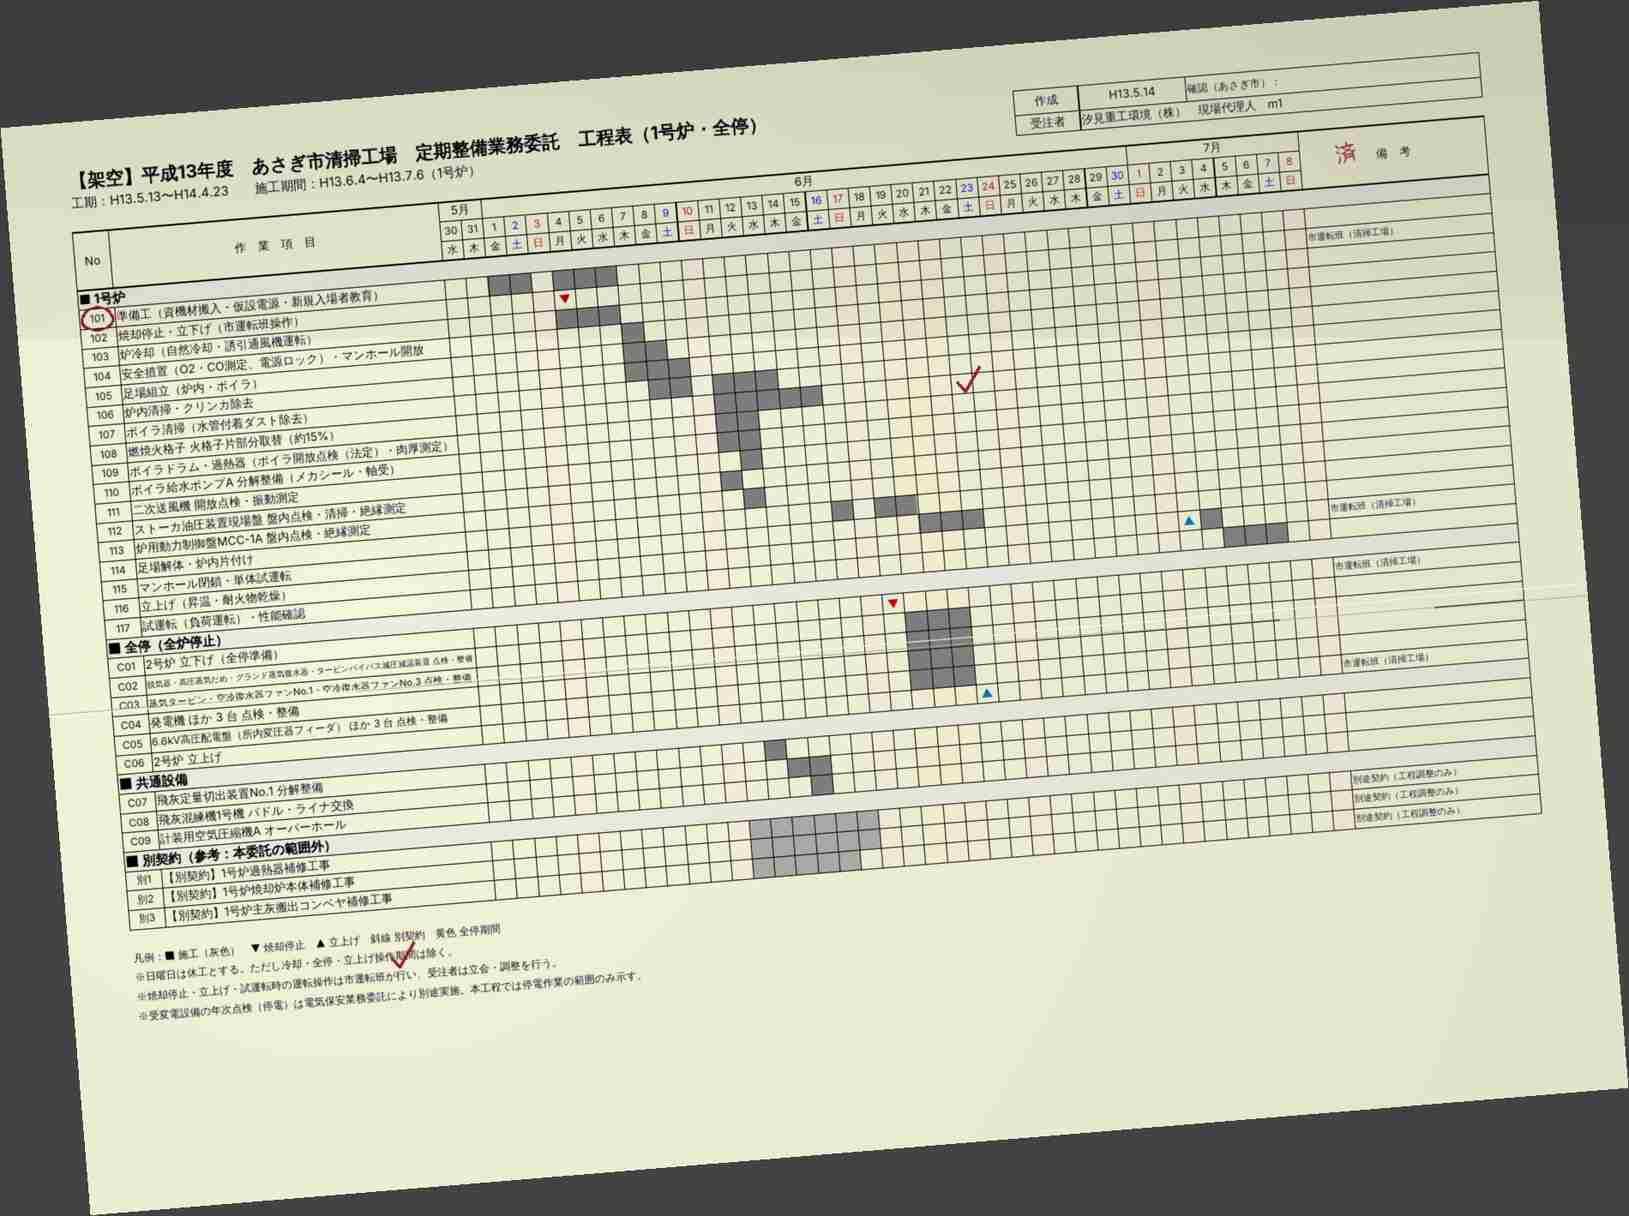 作成 H13.5.14 確認（あさぎ市）：
受注者 汐見重工環境（株） 現場代理人 m1
【架空】平成13年度 あさぎ市清掃工場 定期整備業務委託 工程表（1号炉・全停）
工期：H13.5.13〜H14.4.23 施工期間：H13.6.4〜H13.7.6（1号炉）
No 作業項目 5月 6月 7月 済 備考
30 31 1 2 3 4 5 6 7 8 9 10 11 12 13 14 15 16 17 18 19 20 21 22 23 24 25 26 27 28 29 30 1 2 3 4 5 6 7 8
水 木 金 土 日 月 火 水 木 金 土 日 月 火 水 木 金 土 日 月 火 水 木 金 土 日 月 火 水 木 金 土 日 月 火 水 木 金 土 日
■ 1号炉
101 準備工（資機材搬入・仮設電源・新規入場者教育）
102 焼却停止・立下げ（市運転班操作） ▼ 市運転班（清掃工場）
103 炉冷却（自然冷却・誘引通風機運転）
104 安全措置（O2・CO測定、電源ロック）・マンホール開放
105 足場組立（炉内・ボイラ）
106 炉内清掃・クリンカ除去
107 ボイラ清掃（水管付着ダスト除去）
108 燃焼火格子 火格子片部分取替（約15%）
109 ボイラドラム・過熱器（ボイラ開放点検（法定）・肉厚測定）
110 ボイラ給水ポンプA 分解整備（メカシール・軸受）
111 二次送風機 開放点検・振動測定
112 ストーカ油圧装置現場盤 盤内点検・清掃・絶縁測定
113 炉用動力制御盤MCC-1A 盤内点検・絶縁測定
114 足場解体・炉内片付け
115 マンホール閉鎖・単体試運転
116 立上げ（昇温・耐火物乾燥） ▲ 市運転班（清掃工場）
117 試運転（負荷運転）・性能確認
■ 全停（全炉停止）
C01 2号炉 立下げ（全停準備） ▼ 市運転班（清掃工場）
C02 脱気器・高圧蒸気だめ・グランド蒸気復水器・タービンバイパス減圧減温装置 点検・整備
C03 蒸気タービン・空冷復水器ファンNo.1・空冷復水器ファンNo.3 点検・整備
C04 発電機 ほか 3 台 点検・整備
C05 6.6kV高圧配電盤（所内変圧器フィーダ） ほか 3 台 点検・整備
C06 2号炉 立上げ ▲ 市運転班（清掃工場）
■ 共通設備
C07 飛灰定量切出装置No.1 分解整備
C08 飛灰混練機1号機 パドル・ライナ交換
C09 計装用空気圧縮機A オーバーホール
■ 別契約（参考：本委託の範囲外）
別1 【別契約】1号炉過熱器補修工事 別途契約（工程調整のみ）
別2 【別契約】1号炉焼却炉本体補修工事 別途契約（工程調整のみ）
別3 【別契約】1号炉主灰搬出コンベヤ補修工事 別途契約（工程調整のみ）
凡例：■ 施工（灰色） ▼ 焼却停止 ▲ 立上げ 斜線 別契約 黄色 全停期間
※日曜日は休工とする。ただし冷却・全停・立上げ操作期間は除く。
※焼却停止・立上げ・試運転時の運転操作は市運転班が行い、受注者は立会・調整を行う。
※受変電設備の年次点検（停電）は電気保安業務委託により別途実施。本工程では停電作業の範囲のみ示す。